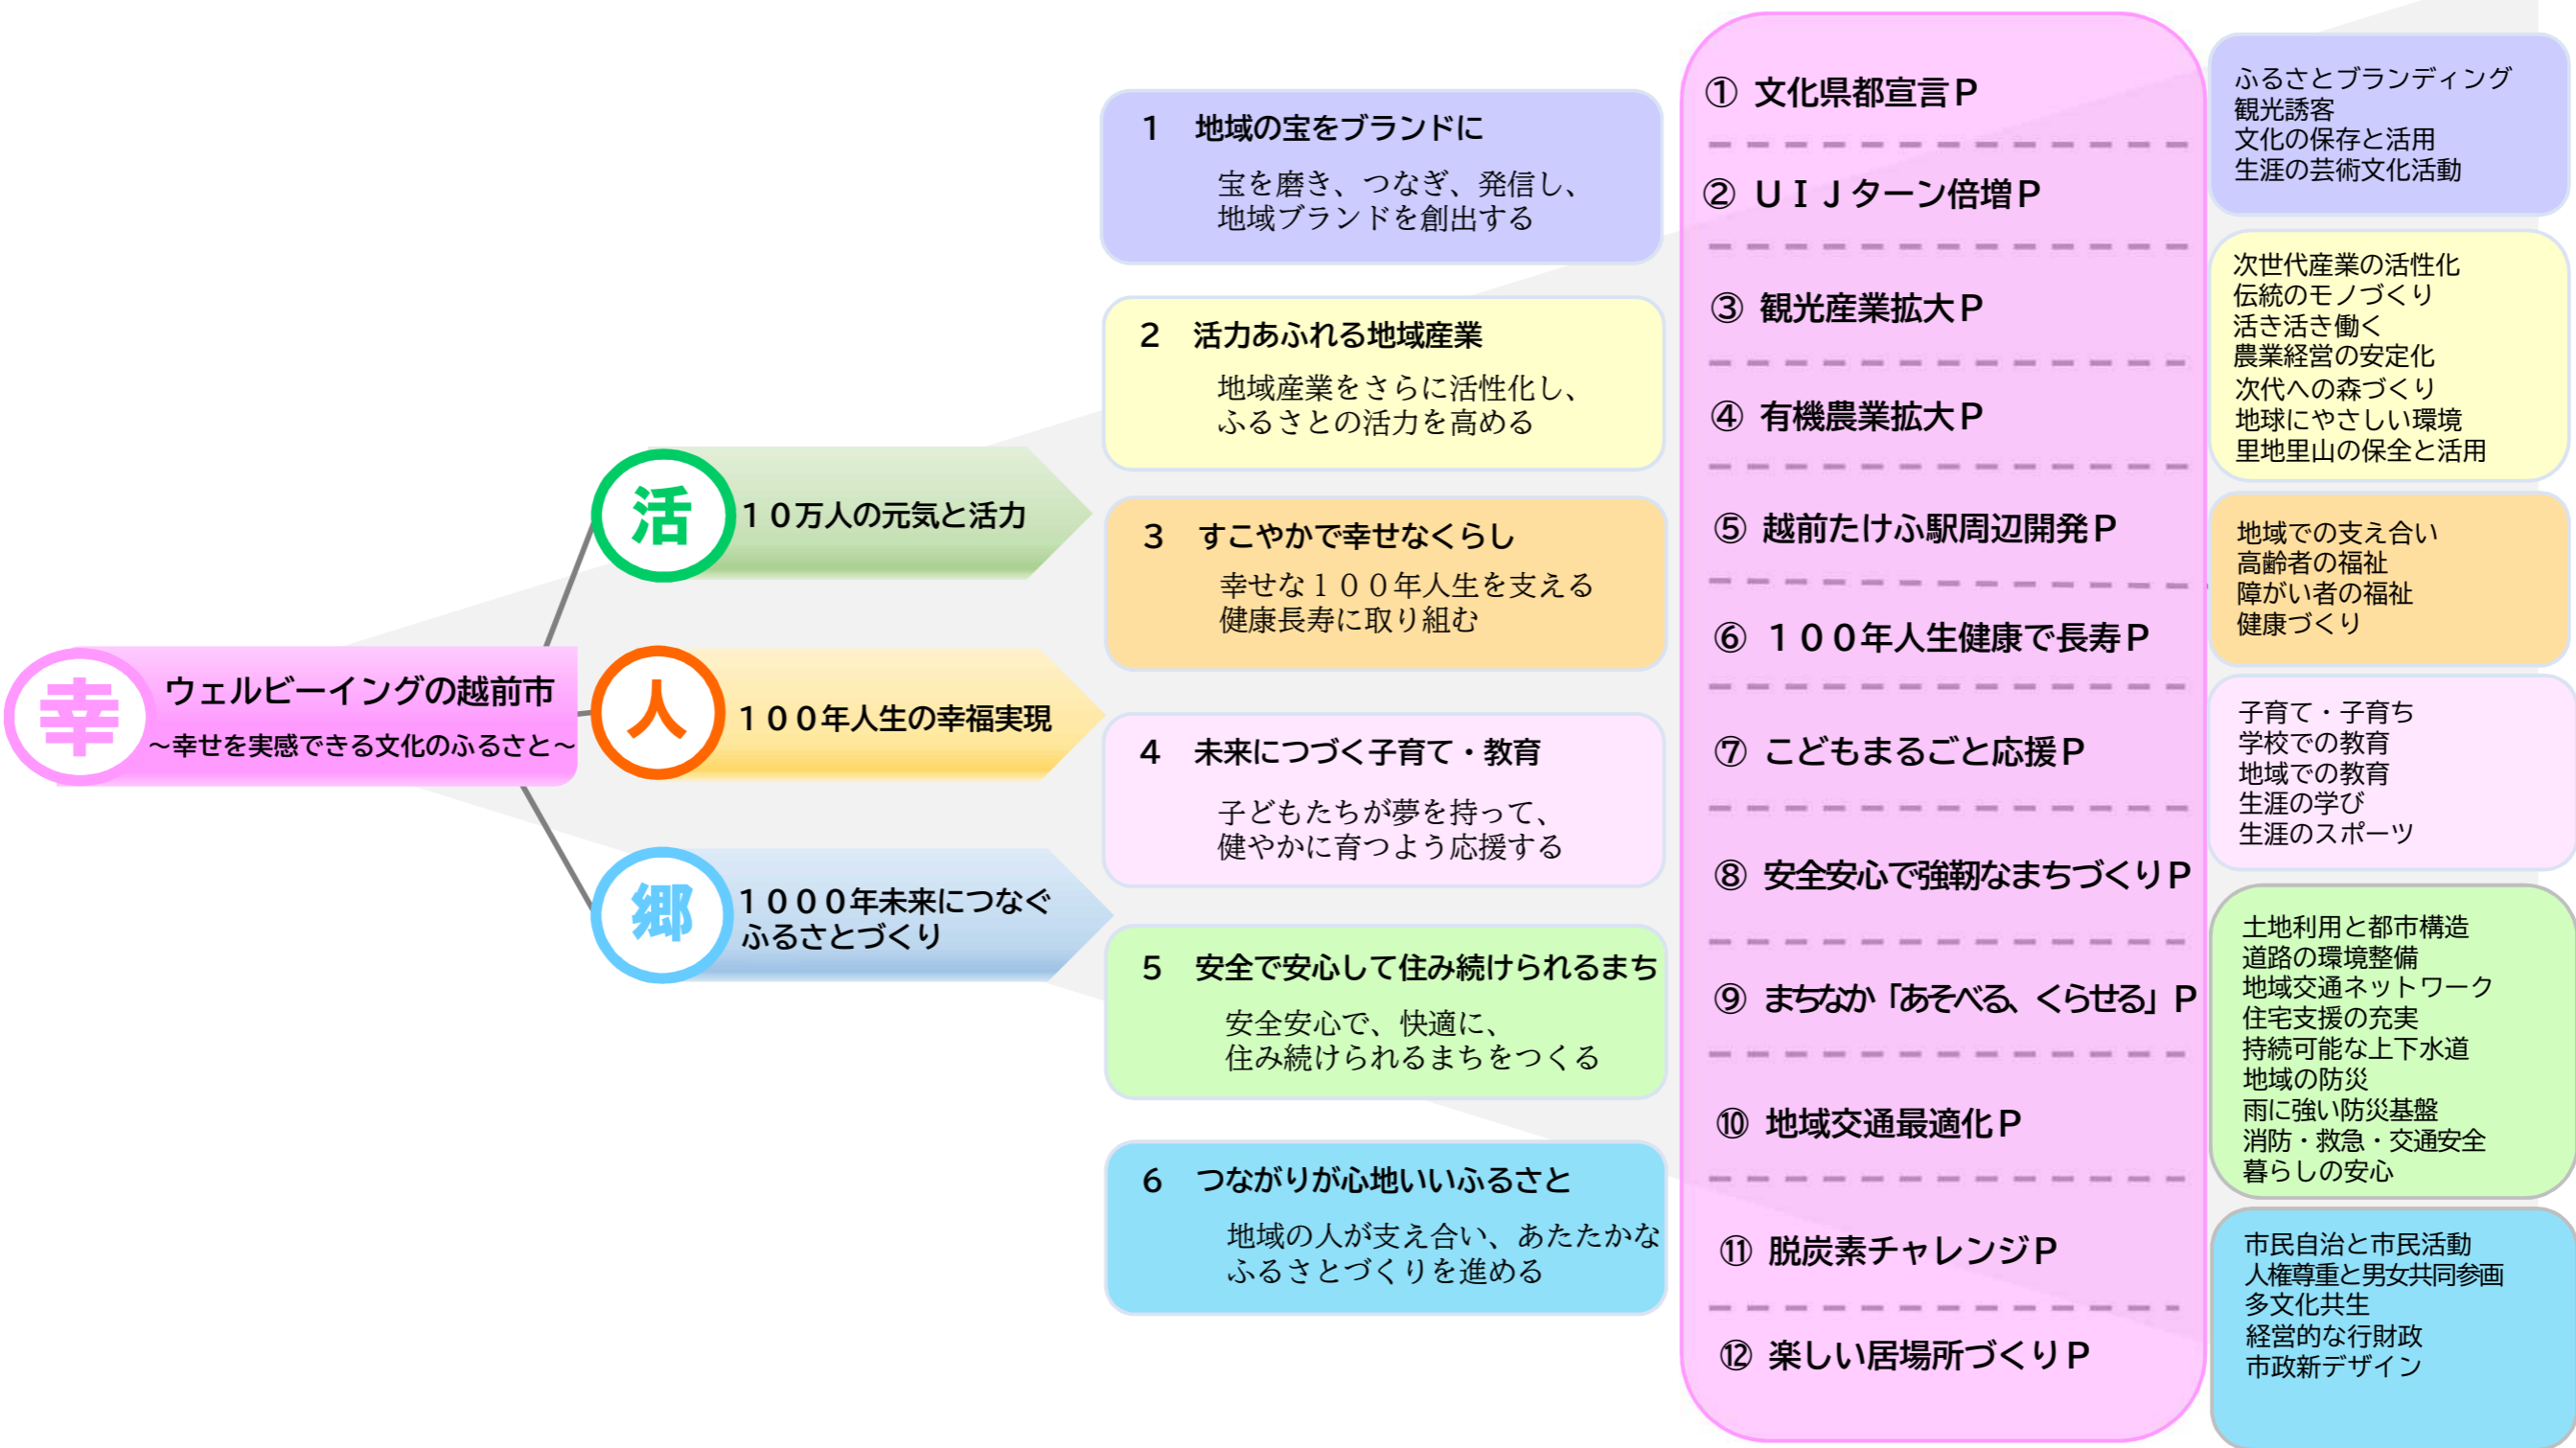 幸
ウェルビーイングの越前市
～幸せを実感できる文化のふるさと～
活
１０万人の元気と活力
人
１００年人生の幸福実現
郷
１０００年未来につなぐ
ふるさとづくり
1 地域の宝をブランドに
宝を磨き、つなぎ、発信し、
地域ブランドを創出する
2 活力あふれる地域産業
地域産業をさらに活性化し、
ふるさとの活力を高める
3 すこやかで幸せなくらし
幸せな１００年人生を支える
健康長寿に取り組む
4 未来につづく子育て・教育
子どもたちが夢を持って、
健やかに育つよう応援する
5 安全で安心して住み続けられるまち
安全安心で、快適に、
住み続けられるまちをつくる
6 つながりが心地いいふるさと
地域の人が支え合い、あたたかな
ふるさとづくりを進める
① 文化県都宣言Ｐ
② ＵＩＪターン倍増Ｐ
③ 観光産業拡大Ｐ
④ 有機農業拡大Ｐ
⑤ 越前たけふ駅周辺開発Ｐ
⑥ １００年人生健康で長寿Ｐ
⑦ こどもまるごと応援Ｐ
⑧ 安全安心で強靭なまちづくりＰ
⑨ まちなか「あそべる、くらせる」Ｐ
⑩ 地域交通最適化Ｐ
⑪ 脱炭素チャレンジＰ
⑫ 楽しい居場所づくりＰ
ふるさとブランディング
観光誘客
文化の保存と活用
生涯の芸術文化活動
次世代産業の活性化
伝統のモノづくり
活き活き働く
農業経営の安定化
次代への森づくり
地球にやさしい環境
里地里山の保全と活用
地域での支え合い
高齢者の福祉
障がい者の福祉
健康づくり
子育て・子育ち
学校での教育
地域での教育
生涯の学び
生涯のスポーツ
土地利用と都市構造
道路の環境整備
地域交通ネットワーク
住宅支援の充実
持続可能な上下水道
地域の防災
雨に強い防災基盤
消防・救急・交通安全
暮らしの安心
市民自治と市民活動
人権尊重と男女共同参画
多文化共生
経営的な行財政
市政新デザイン